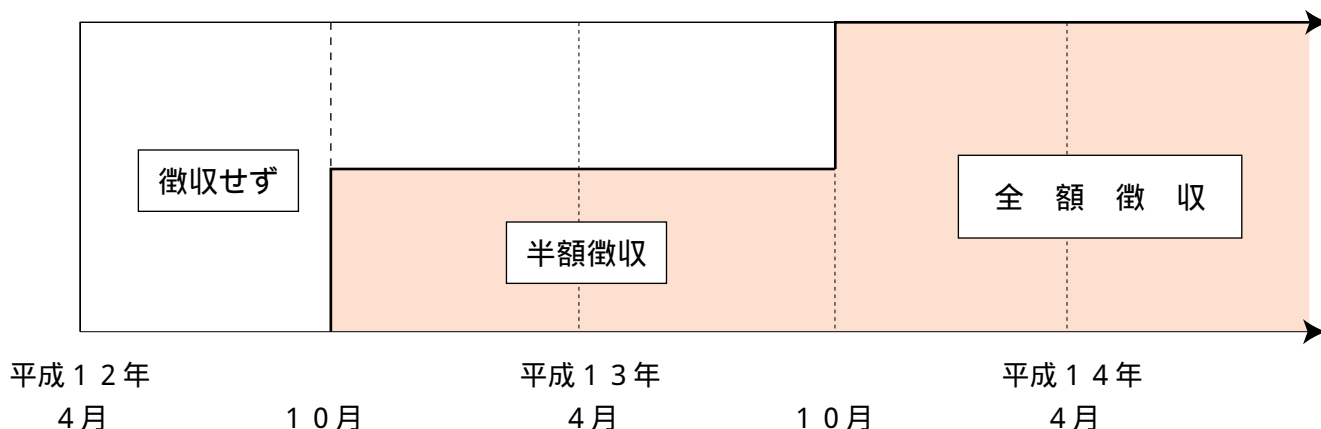 徴収せず
半額徴収
全　額　徴　収
平成１２年　平成１３年　平成１４年
４月　１０月　４月　１０月　４月